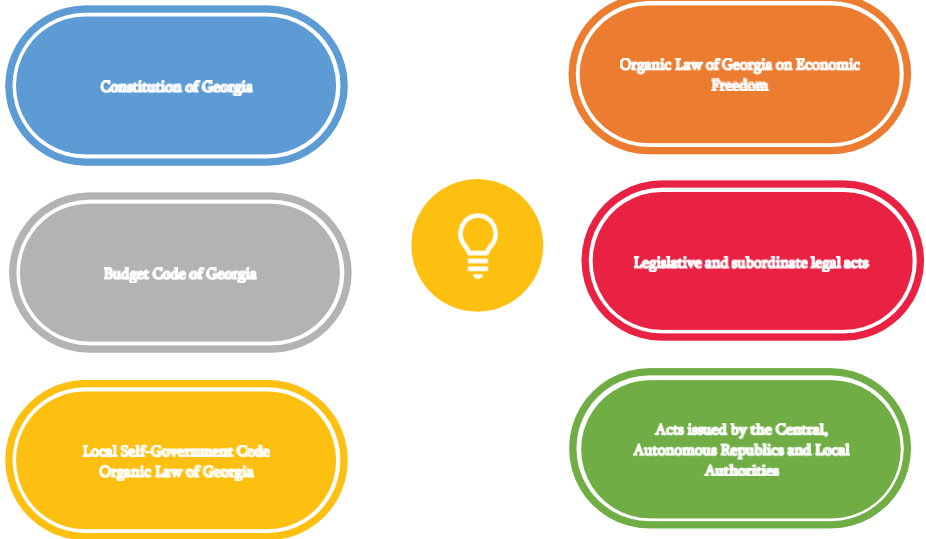 Constitution of Georgia
Budget Code of Georgia
Local Self-Government Code
Organic Law of Georgia
Organic Law of Georgia on Economic
Freedom
Legislative and subordinate legal acts
Acts issued by the Central,
Autonomous Republics and Local
Authorities